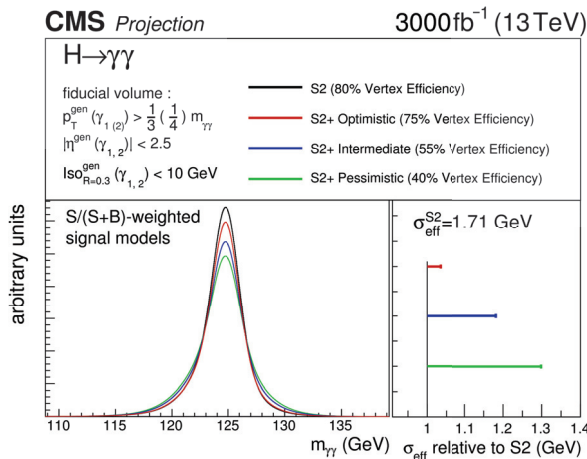 CMS Projection 3000fb⁻¹ (13TeV)
H→γγ
fiducial volume :
p_T^gen (γ_1 (2)) > 1/3 ( 1/4 ) m_γγ
|η^gen (γ_1, 2)| < 2.5
Iso_R=0.3^gen (γ_1, 2) < 10 GeV
S2 (80% Vertex Efficiency)
S2+ Optimistic (75% Vertex Efficiency)
S2+ Intermediate (55% Vertex Efficiency)
S2+ Pessimistic (40% Vertex Efficiency)
S/(S+B)-weighted
signal models
σ_eff^S2=1.71 GeV
arbitrary units
110 115 120 125 130 135
m_γγ (GeV)
1 1.1 1.2 1.3 1.4
σ_eff relative to S2 (GeV)